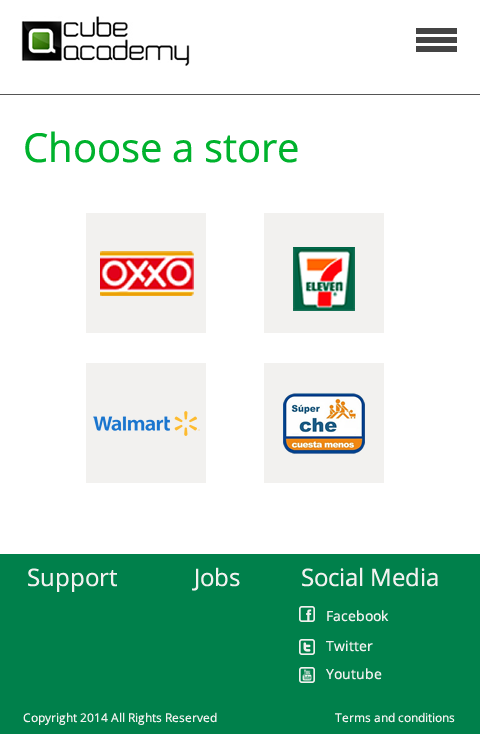 cube
academy
Choose a store
OXXO
7
ELEVEN
Walmart
Súper
che
cuesta menos
Support Jobs Social Media
Facebook
Twitter
Youtube
Copyright 2014 All Rights Reserved Terms and conditions